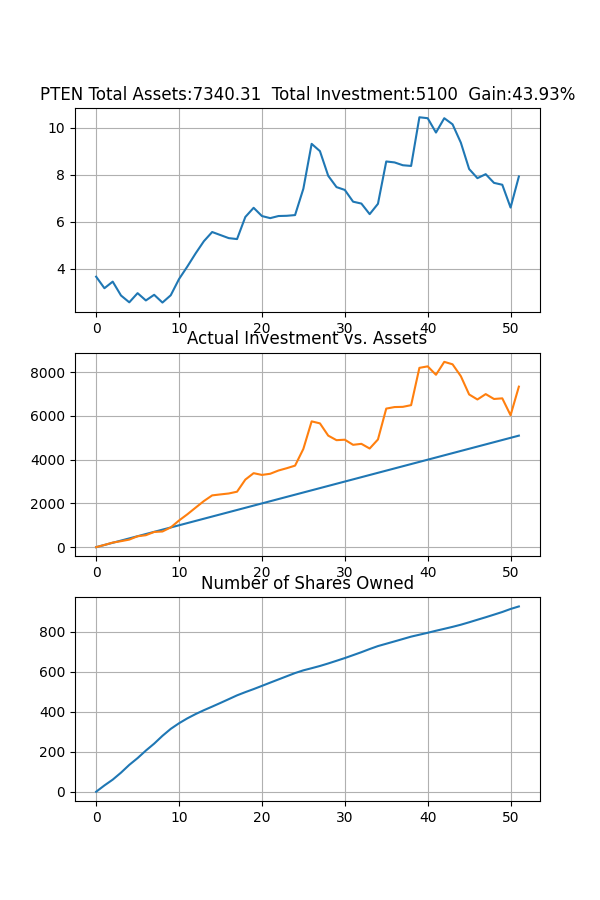 PTEN Total Assets:7340.31  Total Investment:5100  Gain:43.93%
10
8
6
4
0 10 20 30 40 50
Actual Investment vs. Assets
8000
6000
4000
2000
0
0 10 20 30 40 50
Number of Shares Owned
800
600
400
200
0
0 10 20 30 40 50